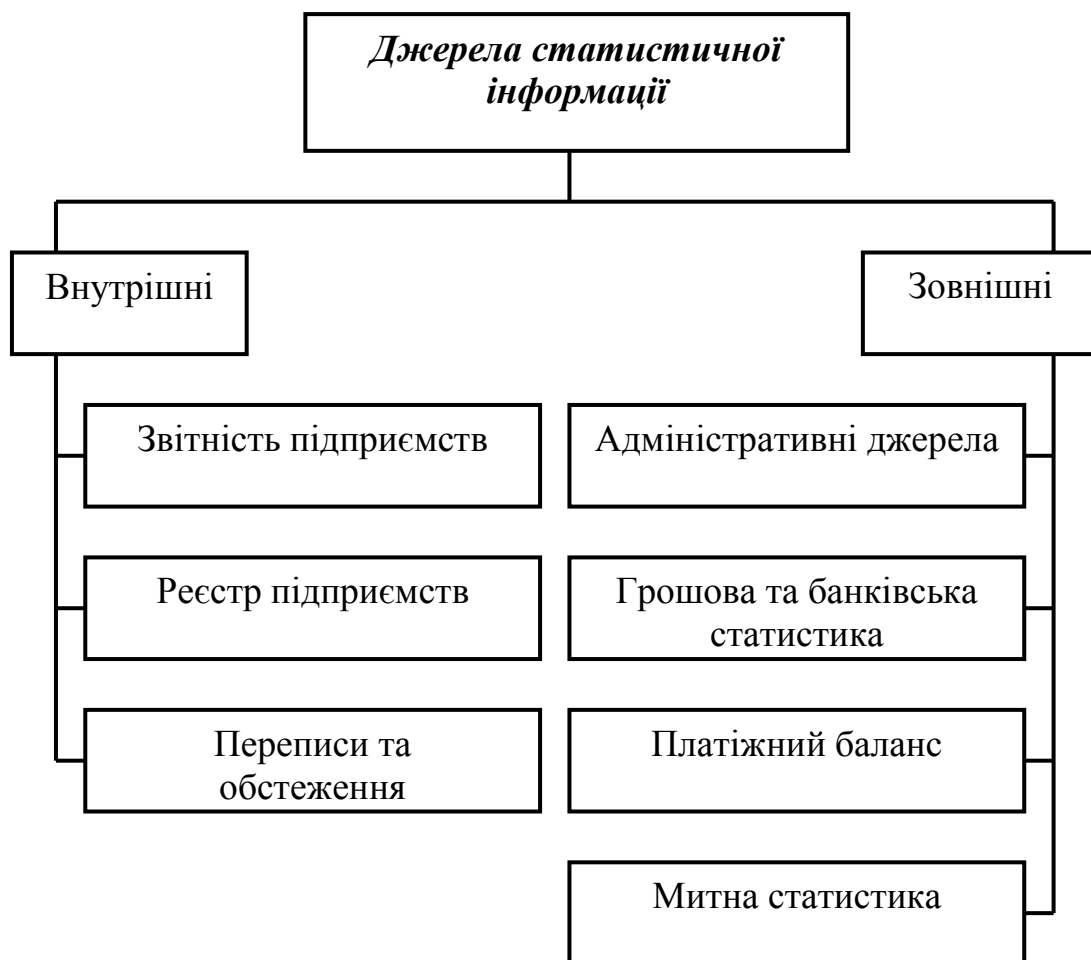 Джерела статистичної
інформації
Внутрішні
Зовнішні
Звітність підприємств
Адміністративні джерела
Реєстр підприємств
Грошова та банківська
статистика
Переписи та
обстеження
Платіжний баланс
Митна статистика